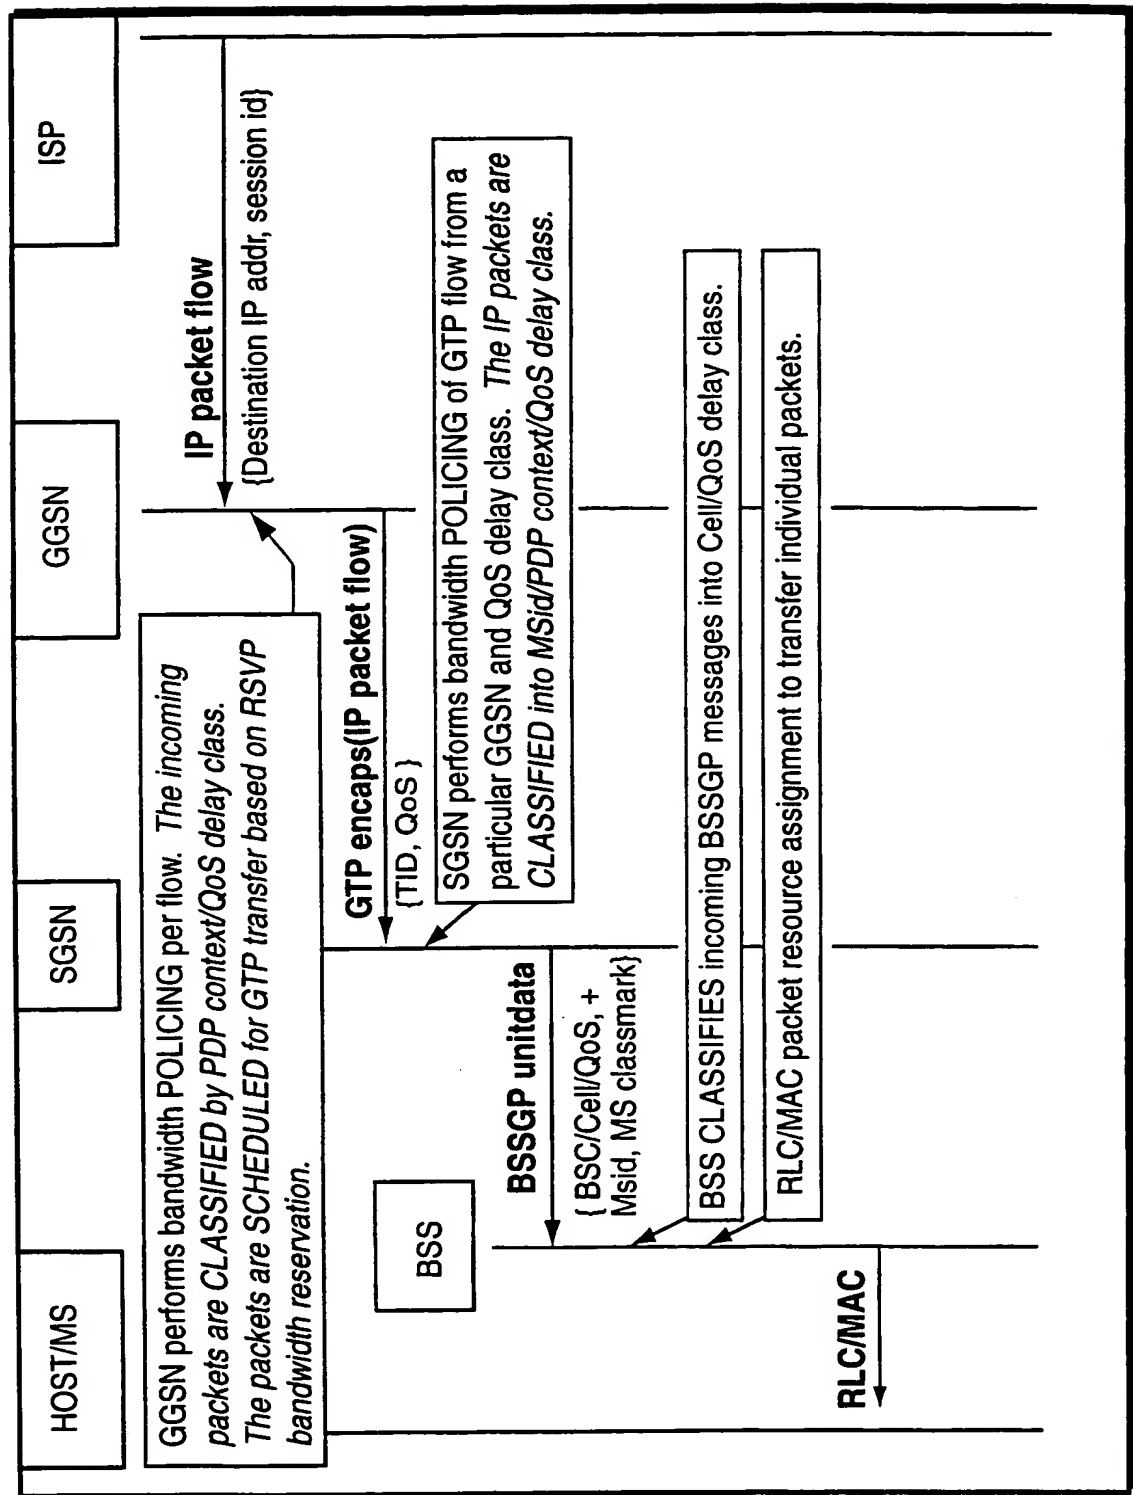 HOST/MS
SGSN
GGSN
ISP
GGSN performs bandwidth POLICING per flow. The incoming
packets are CLASSIFIED by PDP context/QoS delay class.
The packets are SCHEDULED for GTP transfer based on RSVP
bandwidth reservation.
IP packet flow
{Destination IP addr, session id}
GTP encaps(IP packet flow)
{TID, QoS }
SGSN performs bandwidth POLICING of GTP flow from a
particular GGSN and QoS delay class. The IP packets are
CLASSIFIED into MSid/PDP context/QoS delay class.
BSS
BSSGP unitdata
{ BSC/Cell/QoS, +
Msid, MS classmark}
BSS CLASSIFIES incoming BSSGP messages into Cell/QoS delay class.
RLC/MAC packet resource assignment to transfer individual packets.
RLC/MAC